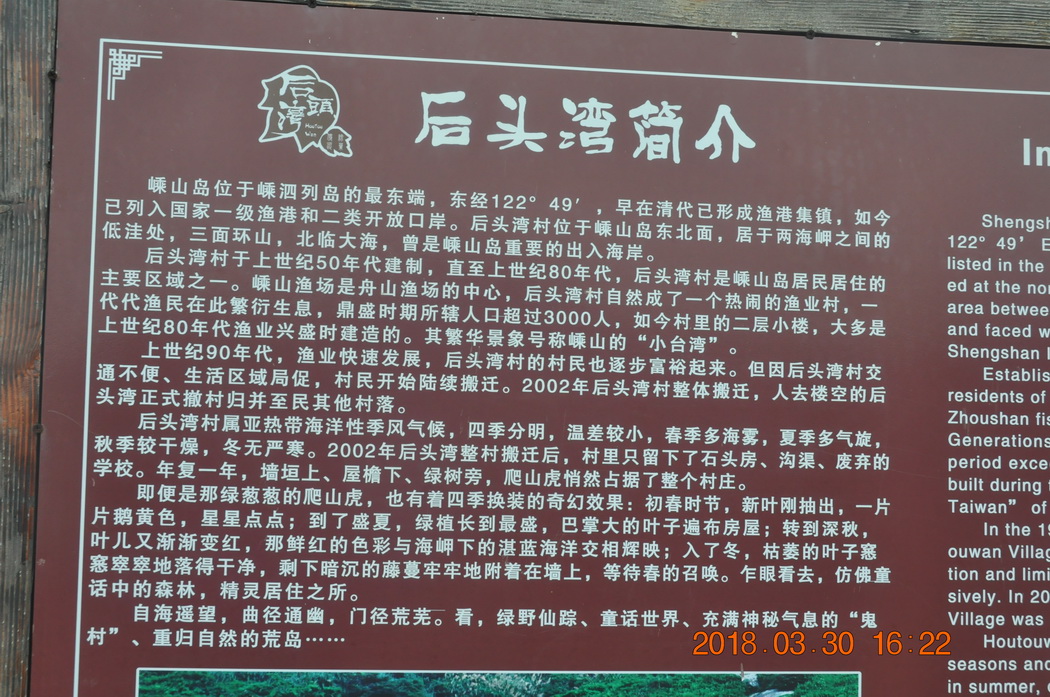 后頭灣
HouTou
Wan
后头湾简介
嵊山岛位于嵊泗列岛的最东端，东经122°49′，早在清代已形成渔港集镇，如今
已列入国家一级渔港和二类开放口岸。后头湾村位于嵊山岛东北面，居于两海岬之间的
低洼处，三面环山，北临大海，曾是嵊山岛重要的出入海岸。
后头湾村于上世纪50年代建制，直至上世纪80年代，后头湾村是嵊山岛居民居住的
主要区域之一。嵊山渔场是舟山渔场的中心，后头湾村自然成了一个热闹的渔业村，一
代代渔民在此繁衍生息，鼎盛时期所辖人口超过3000人，如今村里的二层小楼，大多是
上世纪80年代渔业兴盛时建造的。其繁华景象号称嵊山的“小台湾”。
上世纪90年代，渔业快速发展，后头湾村的村民也逐步富裕起来。但因后头湾村交
通不便、生活区域局促，村民开始陆续搬迁。2002年后头湾村整体搬迁，人去楼空的后
头湾正式撤村归并至民其他村落。
后头湾村属亚热带海洋性季风气候，四季分明，温差较小，春季多海雾，夏季多气旋，
秋季较干燥，冬无严寒。2002年后头湾整村搬迁后，村里只留下了石头房、沟渠、废弃的
学校。年复一年，墙垣上、屋檐下、绿树旁，爬山虎悄然占据了整个村庄。
即便是那绿葱葱的爬山虎，也有着四季换装的奇幻效果：初春时节，新叶刚抽出，一片
片鹅黄色，星星点点；到了盛夏，绿植长到最盛，巴掌大的叶子遍布房屋；转到深秋，
叶儿又渐渐变红，那鲜红的色彩与海岬下的湛蓝海洋交相辉映；入了冬，枯萎的叶子窸
窸窣窣地落得干净，剩下暗沉的藤蔓牢牢地附着在墙上，等待春的召唤。乍眼看去，仿佛童
话中的森林，精灵居住之所。
自海遥望，曲径通幽，门径荒芜。看，绿野仙踪、童话世界、充满神秘气息的“鬼
村”、重归自然的荒岛……
In
Shengsh
122° 49′ E
listed in the
ed at the nor
area betwee
and faced w
Shengshan I
Establis
residents of
Zhoushan fis
Generations
period exce
built during
Taiwan” of
In the 19
ouwan Villag
tion and limi
sively. In 20
Village was
Houtouw
seasons and
in summer,
2018.03.30 16:22